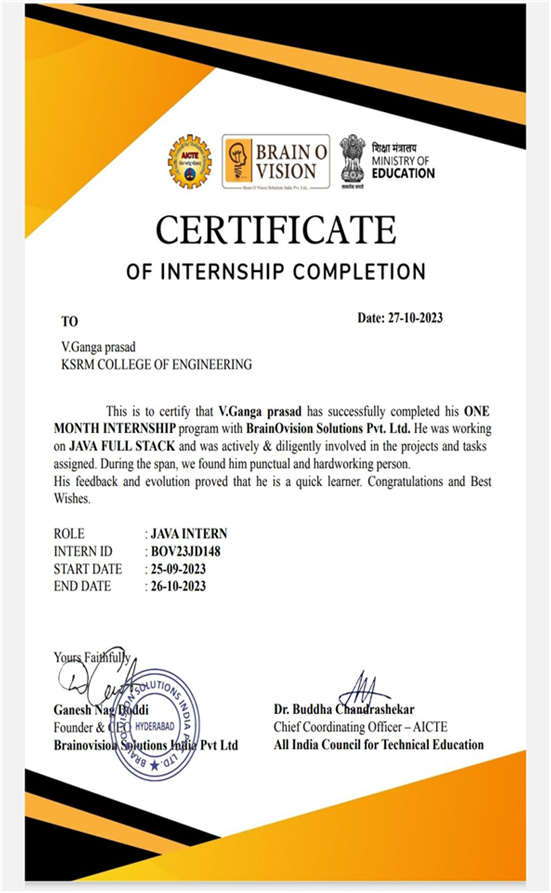 AICTE
BRAIN O
VISION
Brain O Vision Solutions India Pvt. Ltd.
शिक्षा मंत्रालय
MINISTRY OF
EDUCATION
सत्यमेव जयते
CERTIFICATE
OF INTERNSHIP COMPLETION
TO
Date: 27-10-2023
V.Ganga prasad
KSRM COLLEGE OF ENGINEERING
This is to certify that V.Ganga prasad has successfully completed his ONE
MONTH INTERNSHIP program with BrainOvision Solutions Pvt. Ltd. He was working
on JAVA FULL STACK and was actively & diligently involved in the projects and tasks
assigned. During the span, we found him punctual and hardworking person.
His feedback and evolution proved that he is a quick learner. Congratulations and Best
Wishes.
ROLE : JAVA INTERN
INTERN ID : BOV23JD148
START DATE : 25-09-2023
END DATE : 26-10-2023
Yours Faithfully
Ganesh Nag Doddi
Founder & CEO
Brainovision Solutions India Pvt Ltd
BRAINOVISION SOLUTIONS INDIA PVT. LTD.
HYDERABAD
Dr. Buddha Chandrashekar
Chief Coordinating Officer – AICTE
All India Council for Technical Education